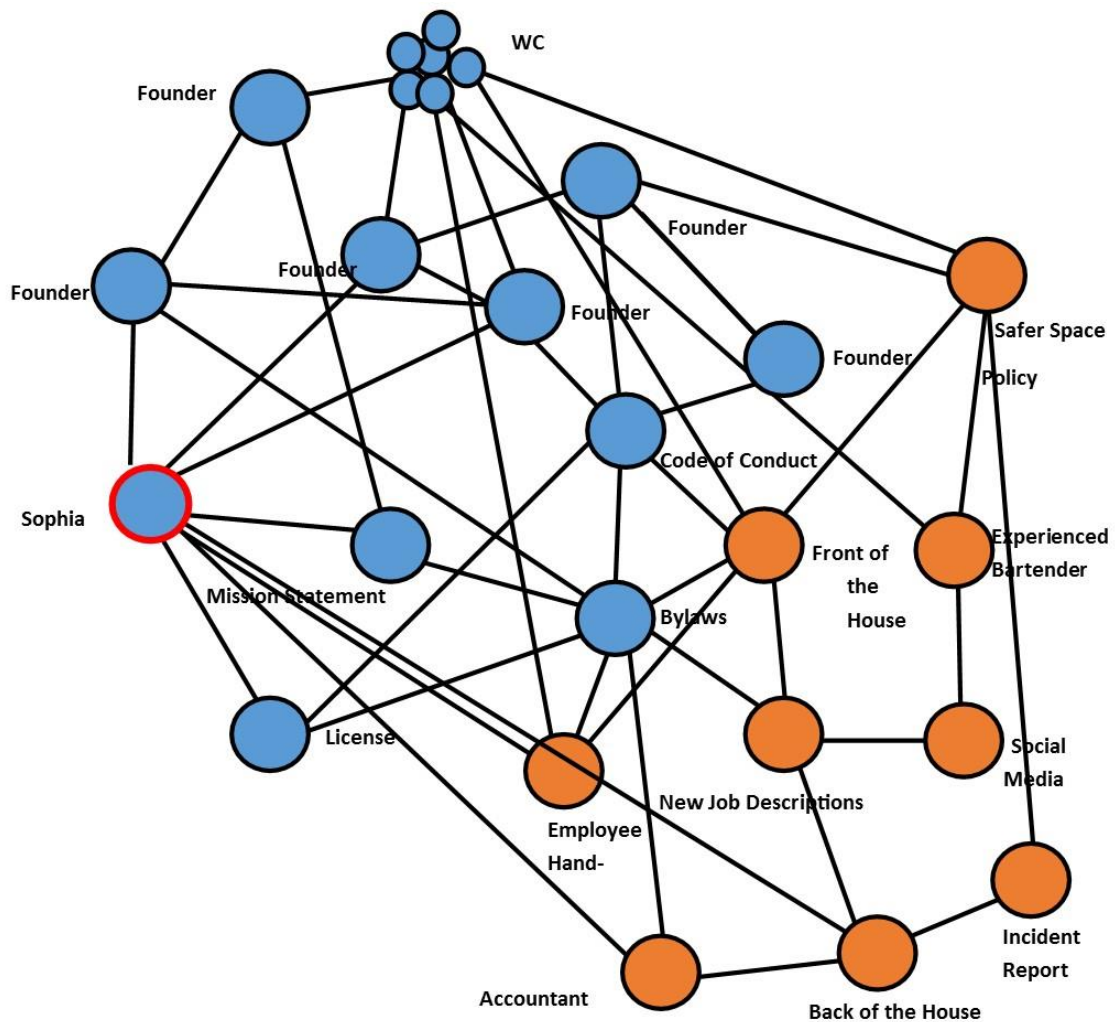 WC
Founder
Founder
Founder
Founder
Founder
Safer Space
Policy
Founder
Code of Conduct
Sophia
Experienced
Bartender
Front of
the
House
Mission Statement
Bylaws
License
Social
Media
New Job Descriptions
Employee
Hand-
Incident
Report
Accountant
Back of the House